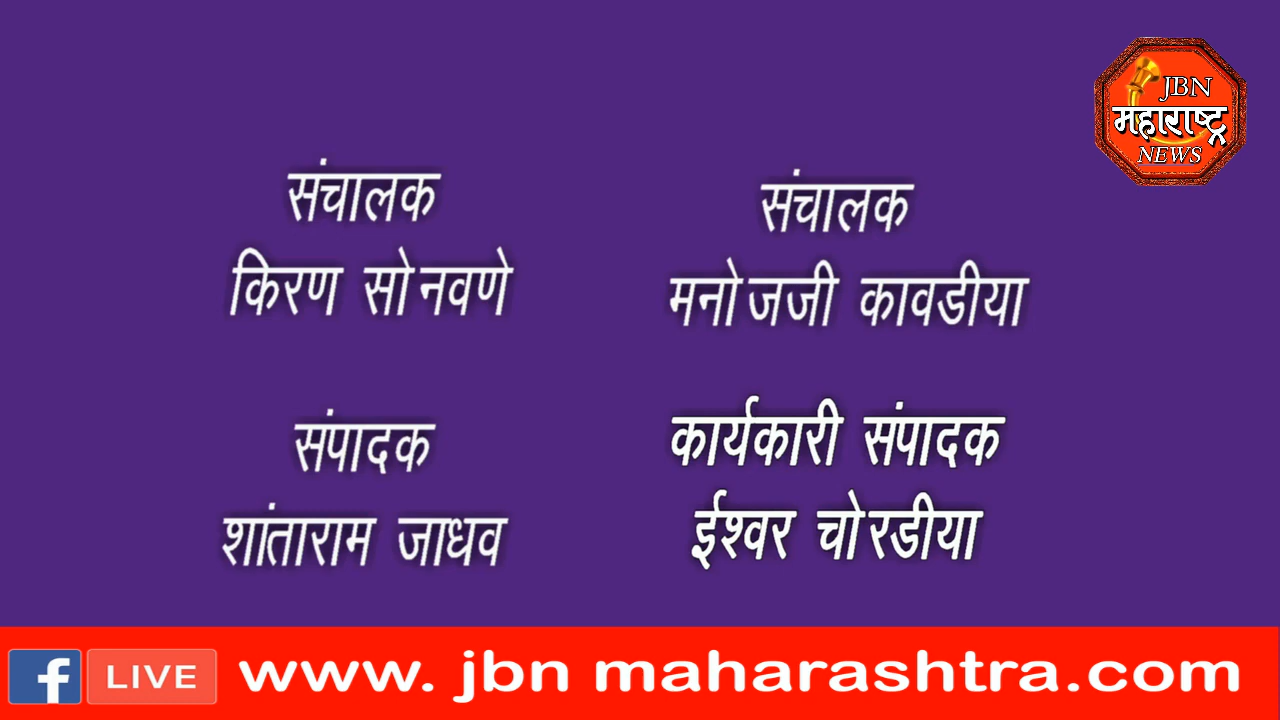 JBN
महाराष्ट्र
NEWS
संचालक
किरण सोनवणे
संचालक
मनोजजी कावडीया
संपादक
शांताराम जाधव
कार्यकारी संपादक
ईश्वर चोरडीया
f LIVE www. jbn maharashtra.com